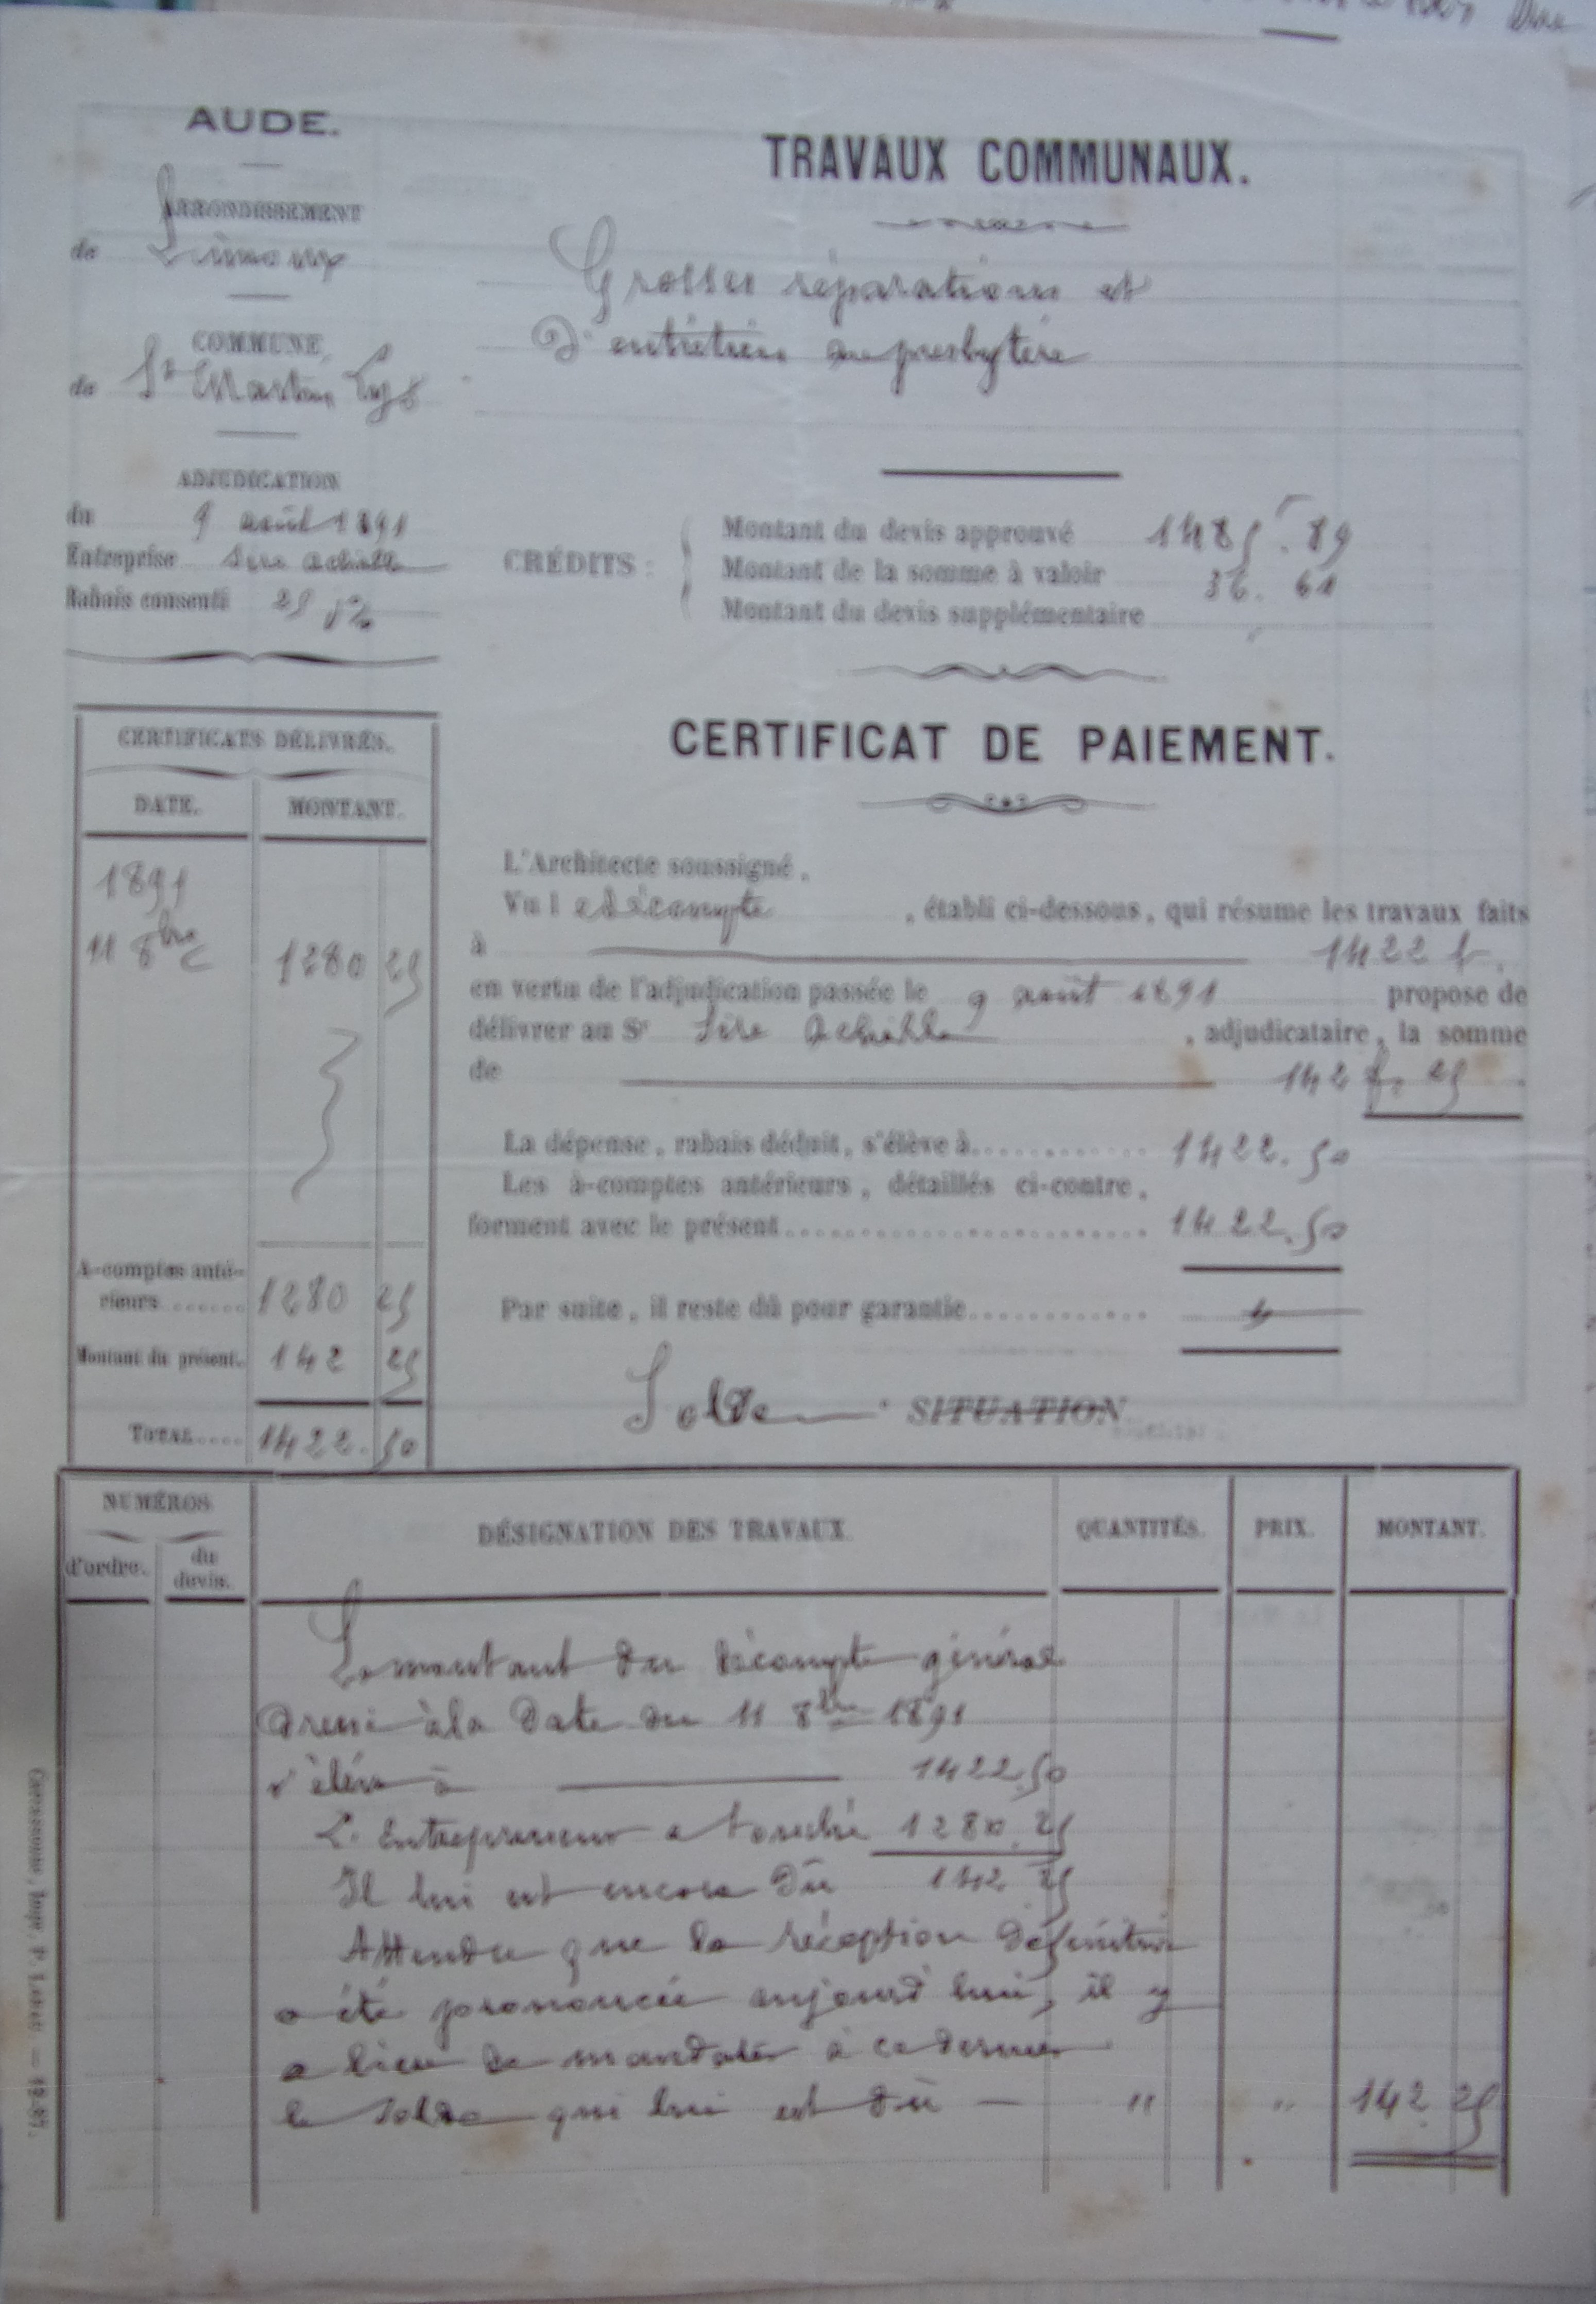 AUDE.
ARRONDISSEMENT
de Limoux
COMMUNE
de St Martin Lys
ADJUDICATION
du 9 août 1891
Entreprise Sire Achille
Rabais consenti 25 %
TRAVAUX COMMUNAUX.
Grosses réparations et
d'entretien au presbytère
CRÉDITS :
Montant du devis approuvé 1485f.89
Montant de la somme à valoir 36.61
Montant du devis supplémentaire
CERTIFICATS DÉLIVRÉS.
DATE. MONTANT.
1891
11 8bre 1280 25
A-comptes anté-
rieurs....... 1280 25
Montant du présent. 142 25
TOTAL.... 1422.50
CERTIFICAT DE PAIEMENT.
L'Architecte soussigné,
Vu l e décompte , établi ci-dessous, qui résume les travaux faits
à 1422 f.
en vertu de l'adjudication passée le 9 août 1891 propose de
délivrer au Sr Sire Achille , adjudicataire, la somme
de 142 f. 25
La dépense, rabais déduit, s'élève à............. 1422.50
Les à-comptes antérieurs, détaillés ci-contre,
forment avec le présent........................... 1422.50
Par suite, il reste dû pour garantie.............
Solde SITUATION
NUMÉROS
d'ordre. du
devis.
DÉSIGNATION DES TRAVAUX QUANTITÉS. PRIX. MONTANT.
Le montant du décompte général
dressé à la date du 11 8bre 1891
s'élève à 1422.50
L'Entrepreneur a touché 1280.25
Il lui est encore dû 142 25
Attendu que la réception définitive
a été prononcée aujourd'hui, il y
a lieu de mandater à ce dernier
le solde qui lui est dû — " " 142.25
Carcassonne, Imp. P. — 12-87.